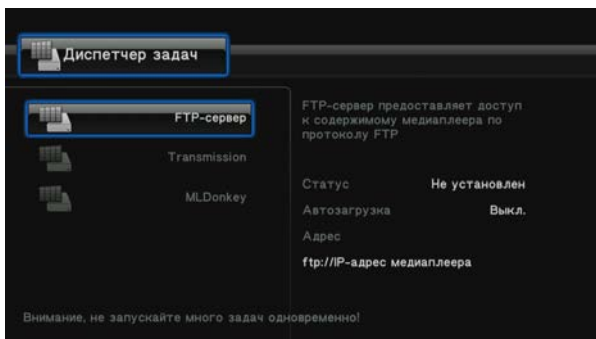 Диспетчер задач
FTP-сервер
Transmission
MLDonkey
FTP-сервер предоставляет доступ
к содержимому медиаплеера по
протоколу FTP
Статус Не установлен
Автозагрузка Выкл.
Адрес
ftp://IP-адрес медиаплеера
Внимание, не запускайте много задач одновременно!